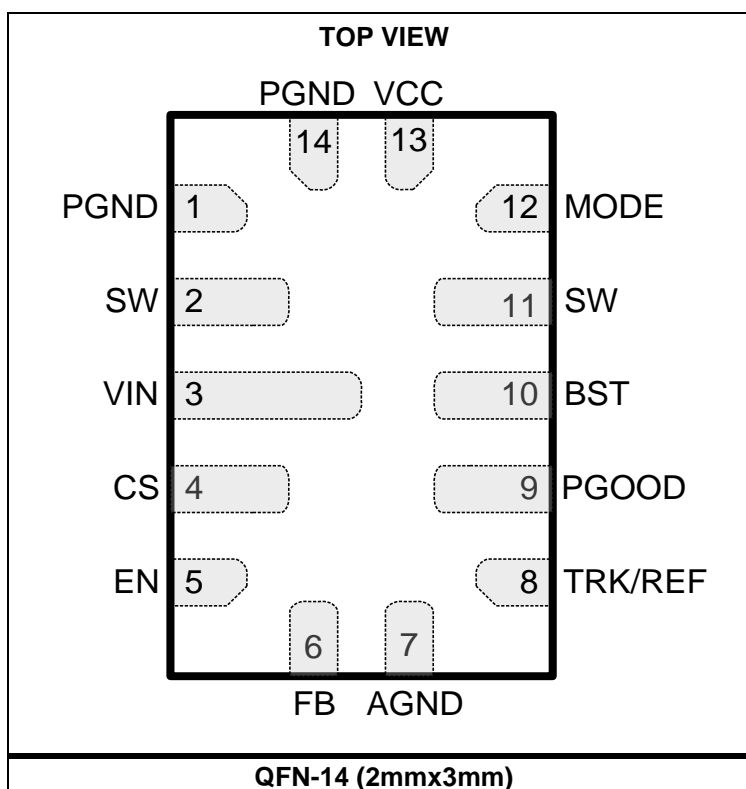 TOP VIEW
PGND VCC
14 13
PGND 1 12 MODE
SW 2 11 SW
VIN 3 10 BST
CS 4 9 PGOOD
EN 5 8 TRK/REF
6 7
FB AGND
QFN-14 (2mmx3mm)